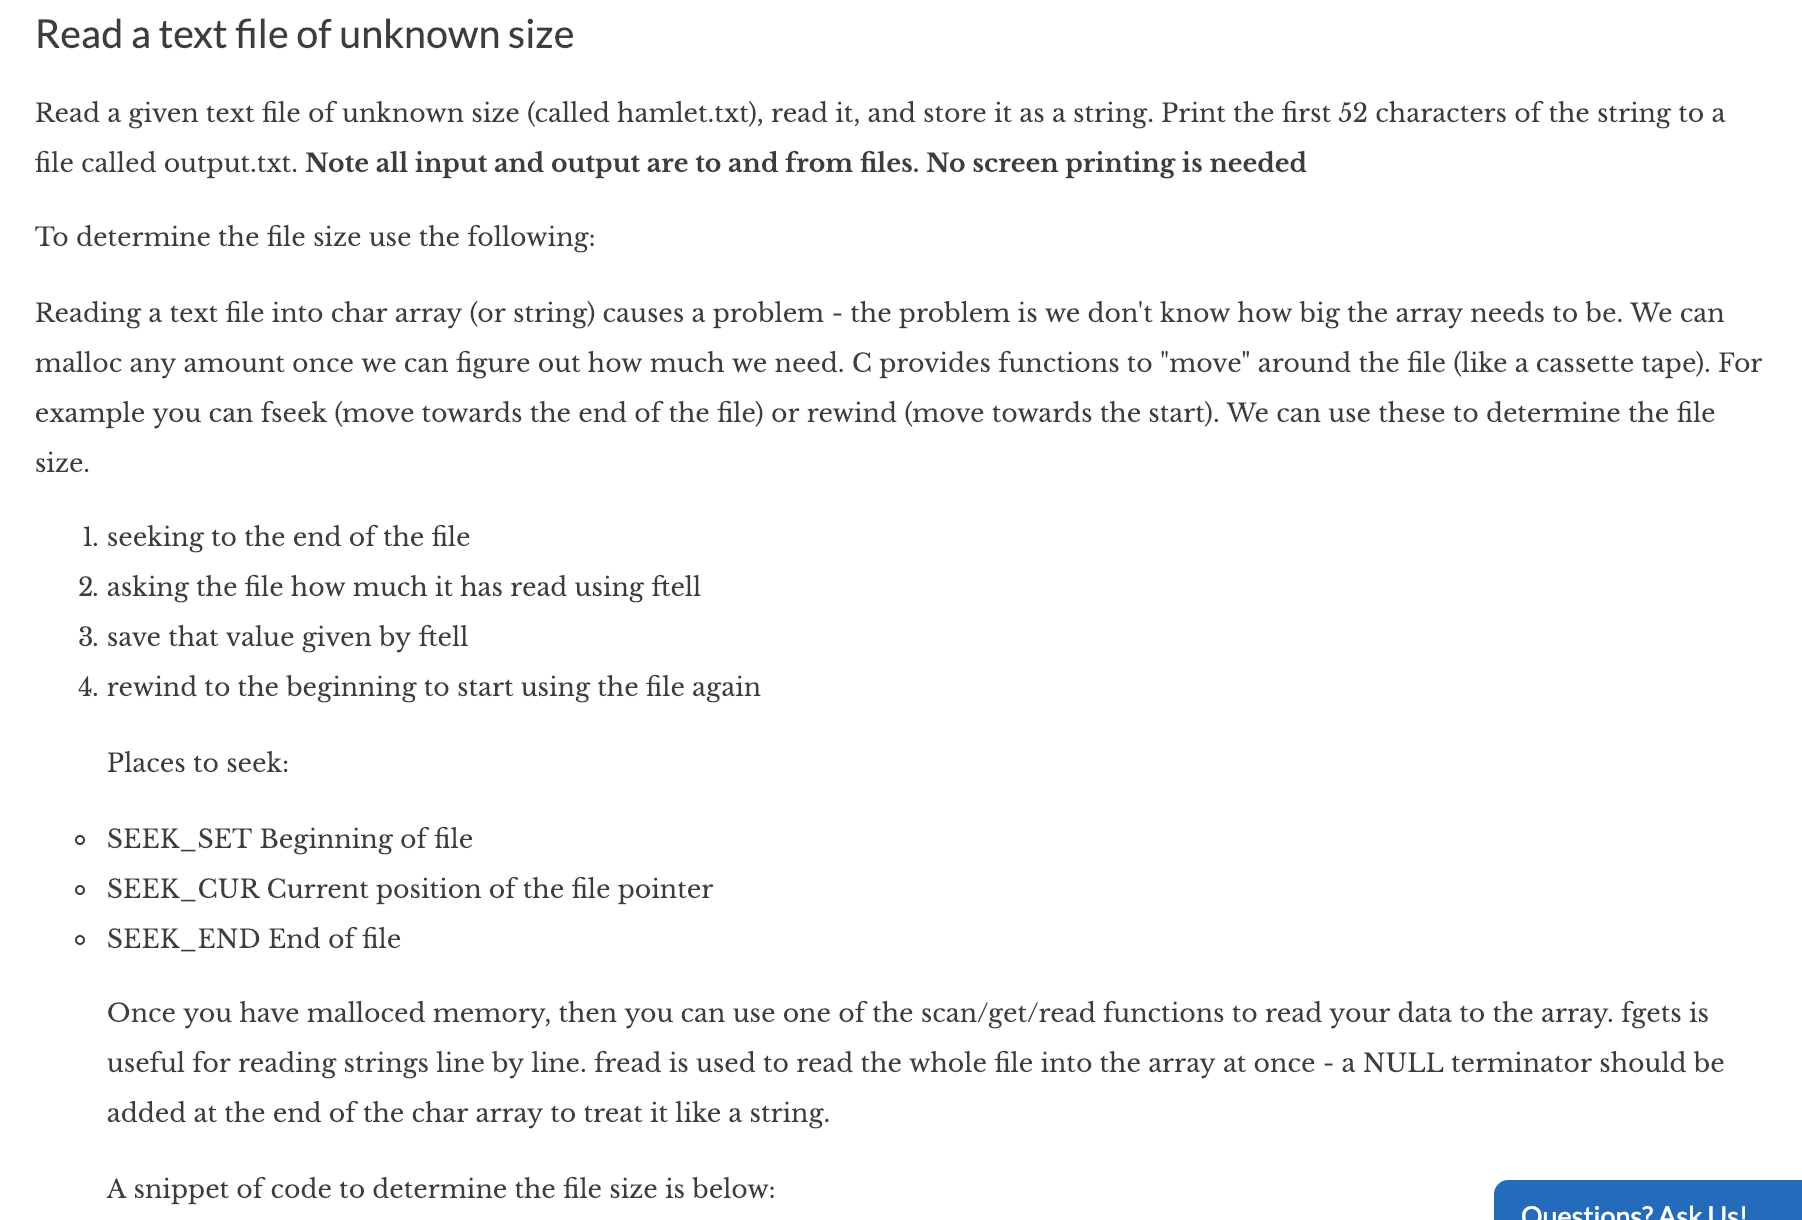 Read a text file of unknown size
Read a given text file of unknown size (called hamlet.txt), read it, and store it as a string. Print the first 52 characters of the string to a
file called output.txt. Note all input and output are to and from files. No screen printing is needed
To determine the file size use the following:
Reading a text file into char array (or string) causes a problem - the problem is we don't know how big the array needs to be. We can
malloc any amount once we can figure out how much we need. C provides functions to "move" around the file (like a cassette tape). For
example you can fseek (move towards the end of the file) or rewind (move towards the start). We can use these to determine the file
size.
1. seeking to the end of the file
2. asking the file how much it has read using ftell
3. save that value given by ftell
4. rewind to the beginning to start using the file again
Places to seek:
SEEK_SET Beginning of file
SEEK_CUR Current position of the file pointer
SEEK_END End of file
Once you have malloced memory, then you can use one of the scan/get/read functions to read your data to the array. fgets is
useful for reading strings line by line. fread is used to read the whole file into the array at once - a NULL terminator should be
added at the end of the char array to treat it like a string.
A snippet of code to determine the file size is below:
Questions? Ask Us!